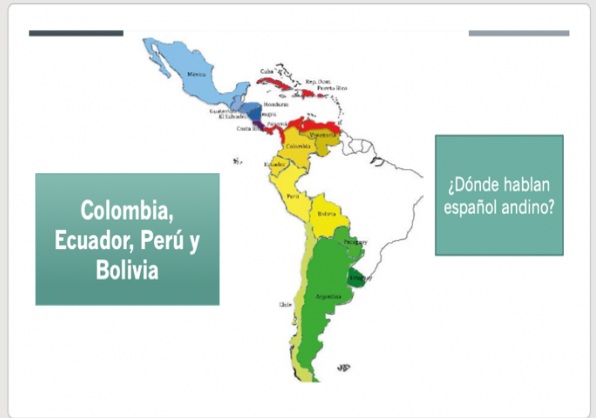 México
Cuba
Rep. Dom.
Puerto Rico
Honduras
Guatemala
El Salvador
Costa Rica
Panamá
Venezuela
Colombia
Ecuador
Perú
Bolivia
Paraguay
Uruguay
Chile
Argentina
Colombia,
Ecuador, Perú y
Bolivia
¿Dónde hablan
español andino?